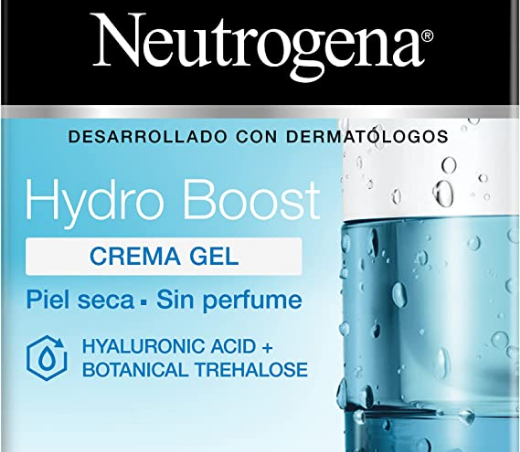 Neutrogena®
DESARROLLADO CON DERMATÓLOGOS
Hydro Boost
CREMA GEL
Piel seca ▪ Sin perfume
HYALURONIC ACID +
BOTANICAL TREHALOSE